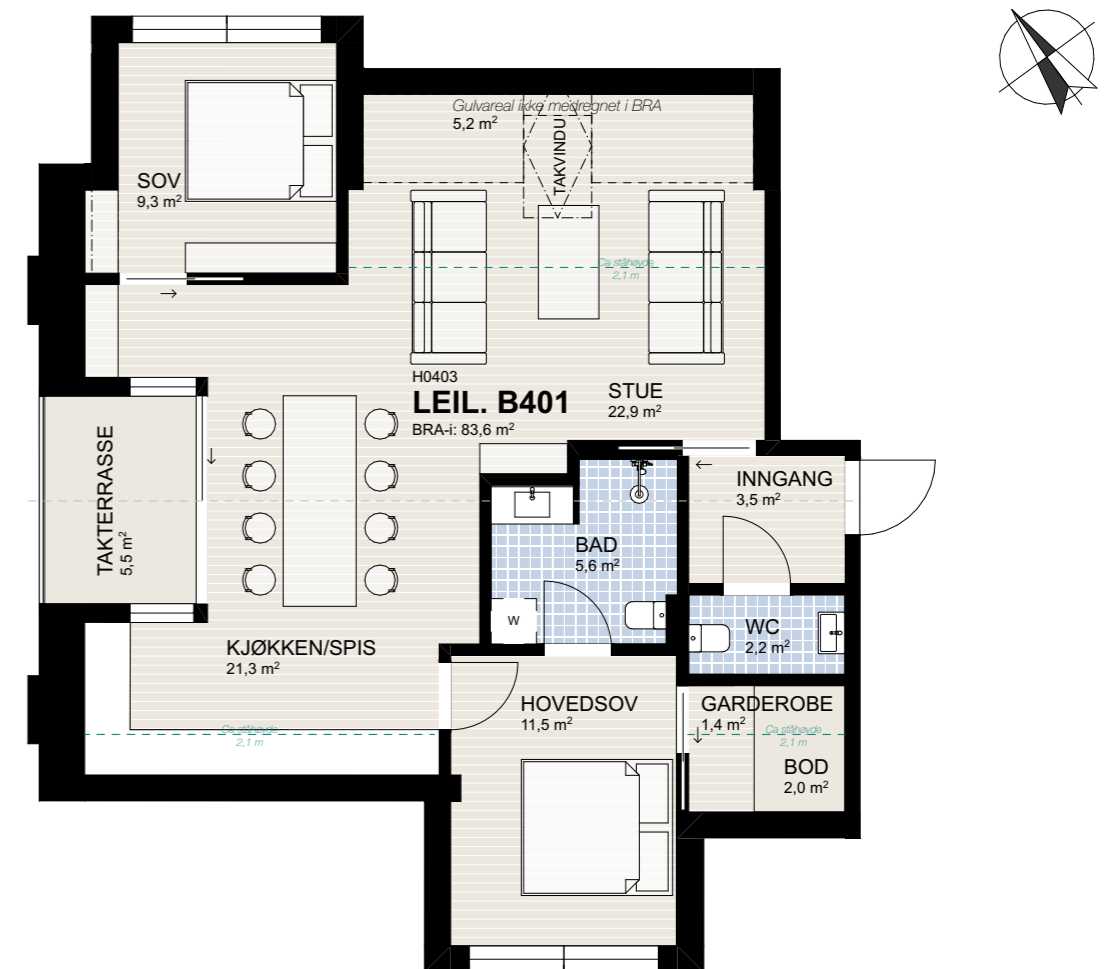 Gulvareal ikke medregnet i BRA
5,2 m²
TAKVINDU
SOV
9,3 m²
Ca ståhøyde
2,1 m
H0403
LEIL. B401
BRA-i: 83,6 m²
STUE
22,9 m²
TAKTERRASSE
5,5 m²
INNGANG
3,5 m²
BAD
5,6 m²
W
WC
2,2 m²
KJØKKEN/SPIS
21,3 m²
HOVEDSOV
11,5 m²
GARDEROBE
1,4 m²
Ca ståhøyde
2,1 m
Ca ståhøyde
2,1 m
BOD
2,0 m²